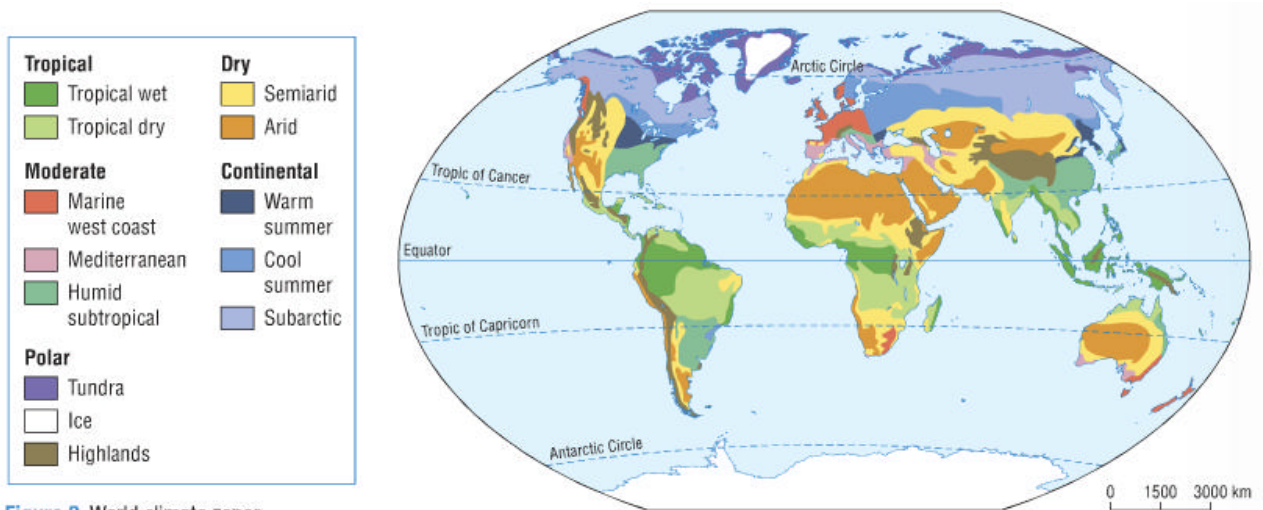 Tropical
Tropical wet
Tropical dry
Moderate
Marine
west coast
Mediterranean
Humid
subtropical
Polar
Tundra
Ice
Highlands
Dry
Semiarid
Arid
Continental
Warm
summer
Cool
summer
Subarctic
Arctic Circle
Tropic of Cancer
Equator
Tropic of Capricorn
Antarctic Circle
0 1500 3000 km